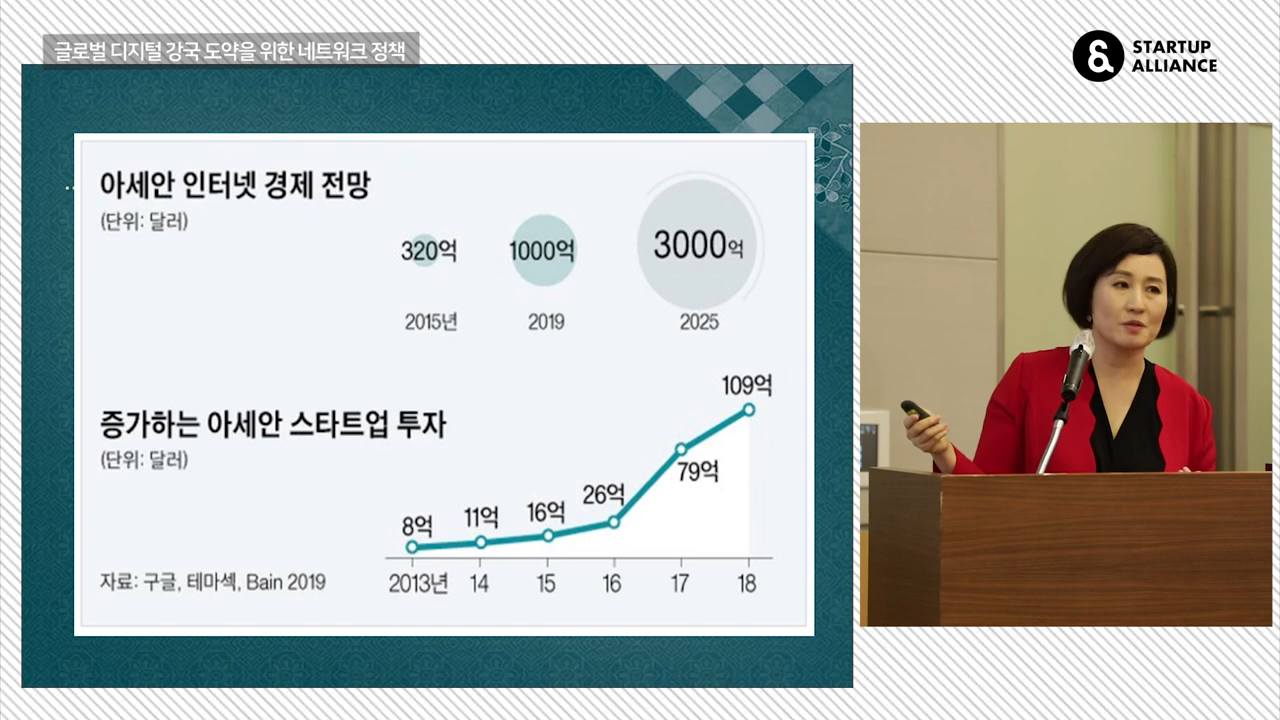 글로벌 디지털 강국 도약을 위한 네트워크 정책
STARTUP
ALLIANCE
아세안 인터넷 경제 전망
(단위: 달러)
320억
1000억
3000억
2015년
2019
2025
증가하는 아세안 스타트업 투자
(단위: 달러)
8억
11억
16억
26억
79억
109억
2013년
14
15
16
17
18
자료: 구글, 테마섹, Bain 2019